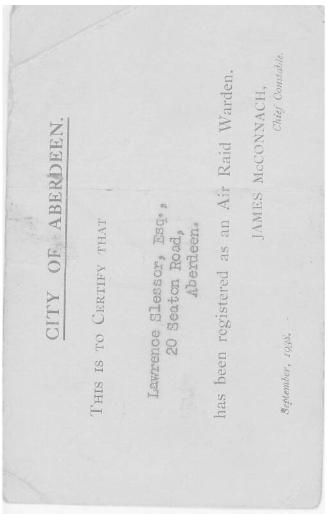 CITY OF ABERDEEN.
THIS IS TO CERTIFY THAT
Lawrence Slessor, Esq.,
20 Seaton Road,
Aberdeen.
has been registered as an Air Raid Warden.
JAMES McCONNACH,
Chief Constable.
September, 1938.